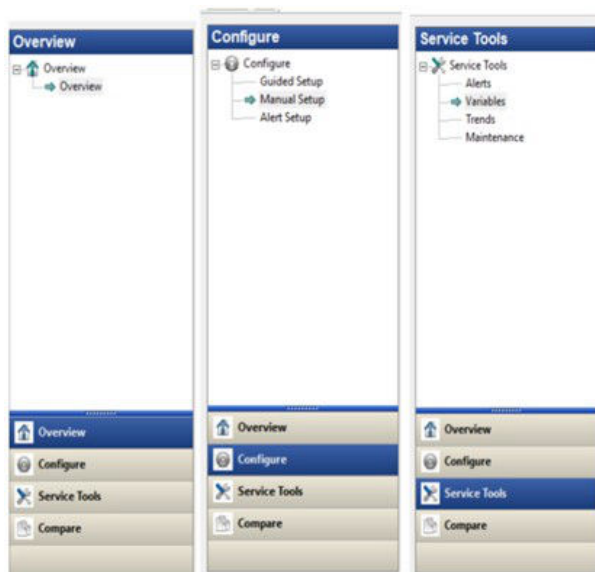 Overview
Overview
Overview
Overview
Configure
Service Tools
Compare
Configure
Configure
Guided Setup
Manual Setup
Alert Setup
Overview
Configure
Service Tools
Compare
Service Tools
Service Tools
Alerts
Variables
Trends
Maintenance
Overview
Configure
Service Tools
Compare